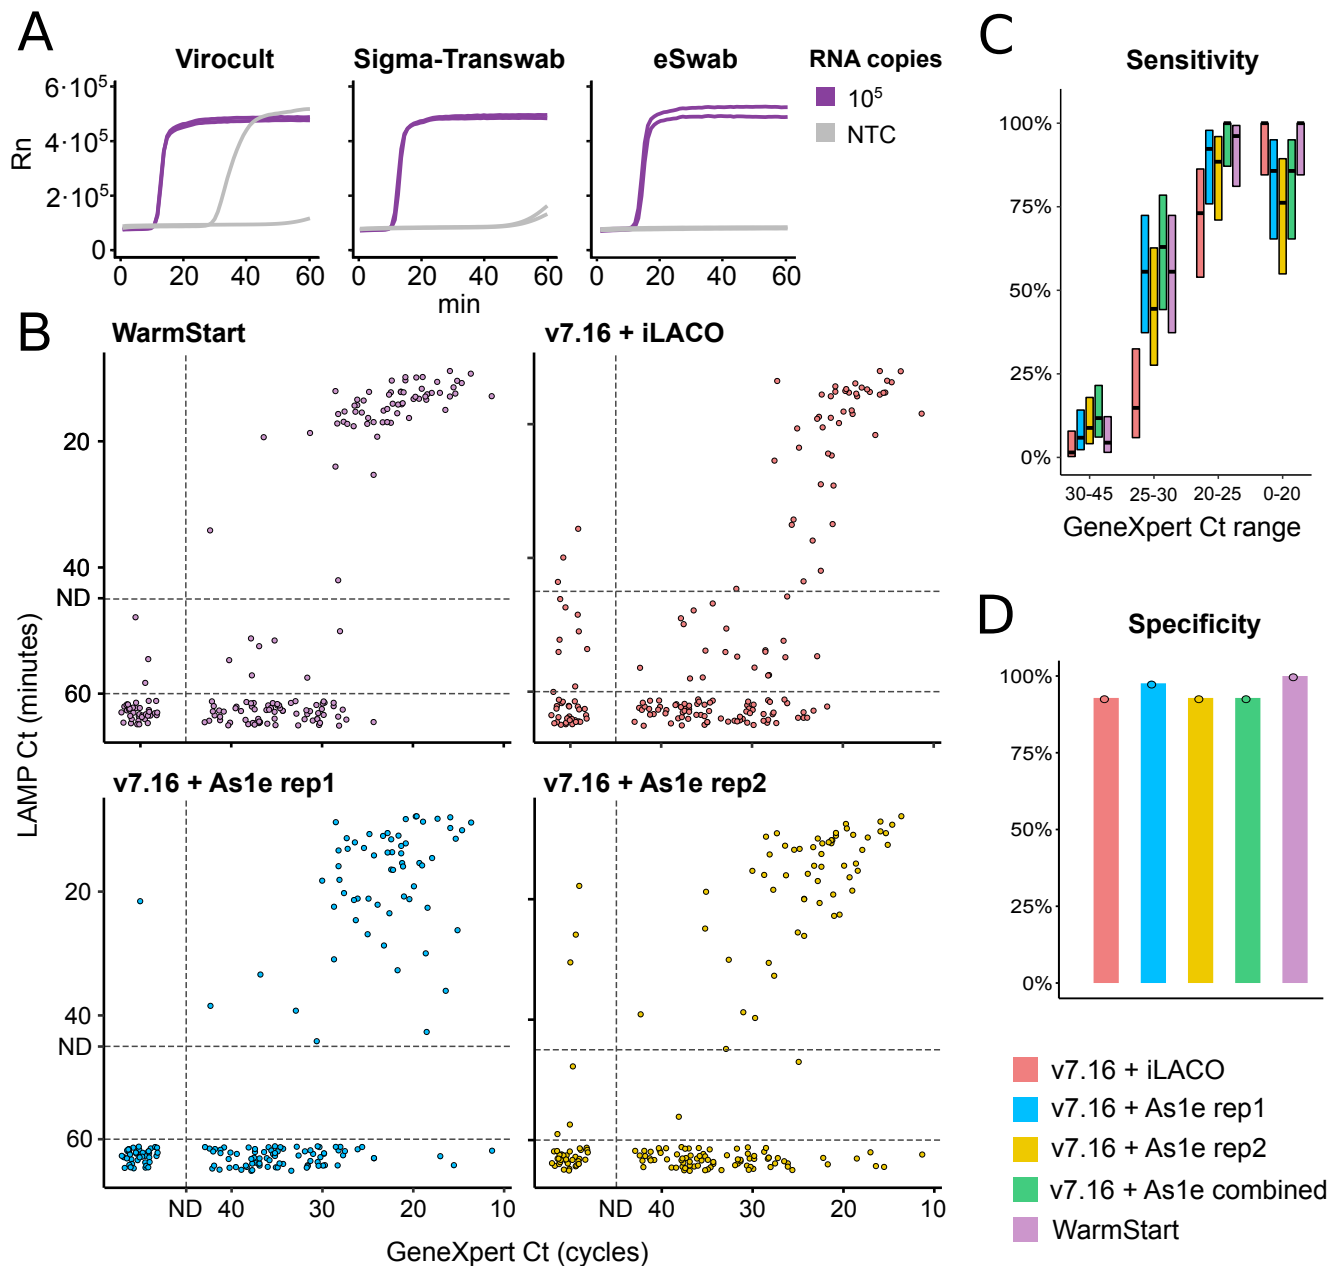 A
Virocult
Sigma-Transwab
eSwab
RNA copies
10⁵
NTC
Rn
6·10⁵
4·10⁵
2·10⁵
0
0 20 40 60
0 20 40 60
0 20 40 60
min
B
WarmStart
v7.16 + iLACO
20
40
ND
60
v7.16 + As1e rep1
v7.16 + As1e rep2
20
40
ND
60
LAMP Ct (minutes)
ND 40 30 20 10
ND 40 30 20 10
GeneXpert Ct (cycles)
C
Sensitivity
100%
75%
50%
25%
0%
30-45 25-30 20-25 0-20
GeneXpert Ct range
D
Specificity
100%
75%
50%
25%
0%
v7.16 + iLACO
v7.16 + As1e rep1
v7.16 + As1e rep2
v7.16 + As1e combined
WarmStart